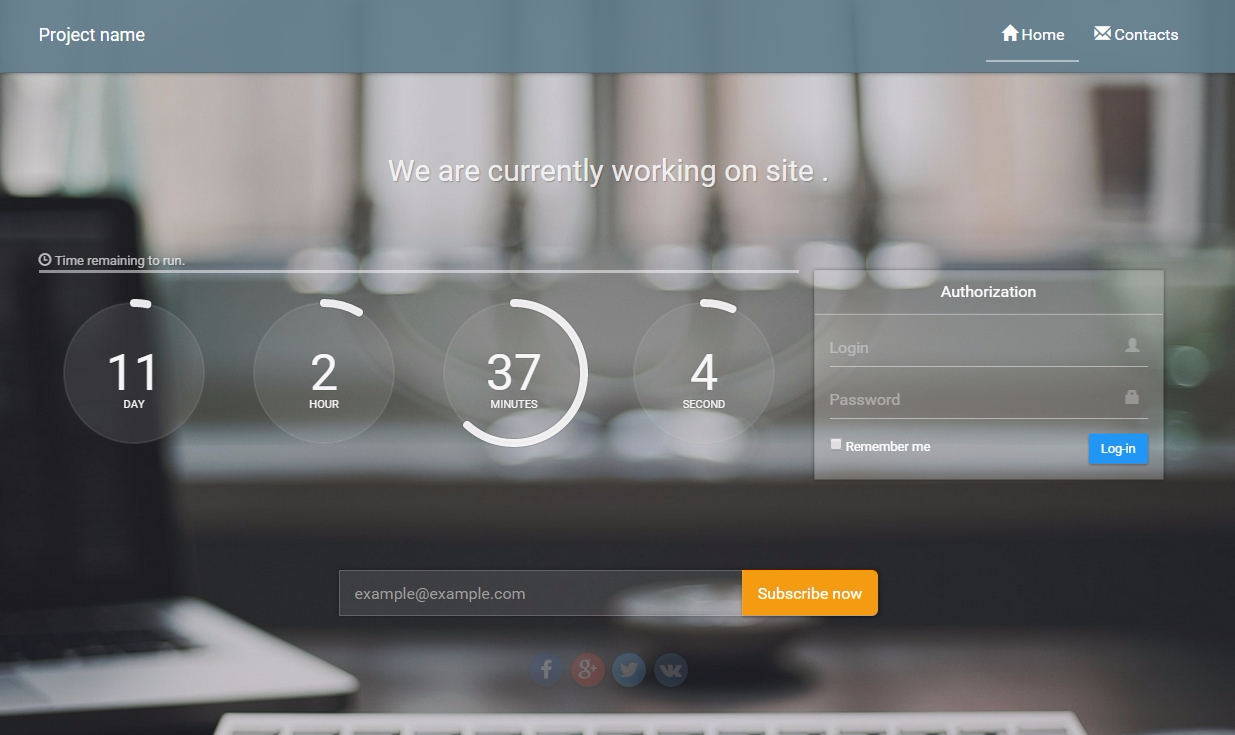 Project name
Home
Contacts
We are currently working on site .
Time remaining to run.
11
DAY
2
HOUR
37
MINUTES
4
SECOND
Authorization
Login
Password
Remember me
Log-in
example@example.com
Subscribe now